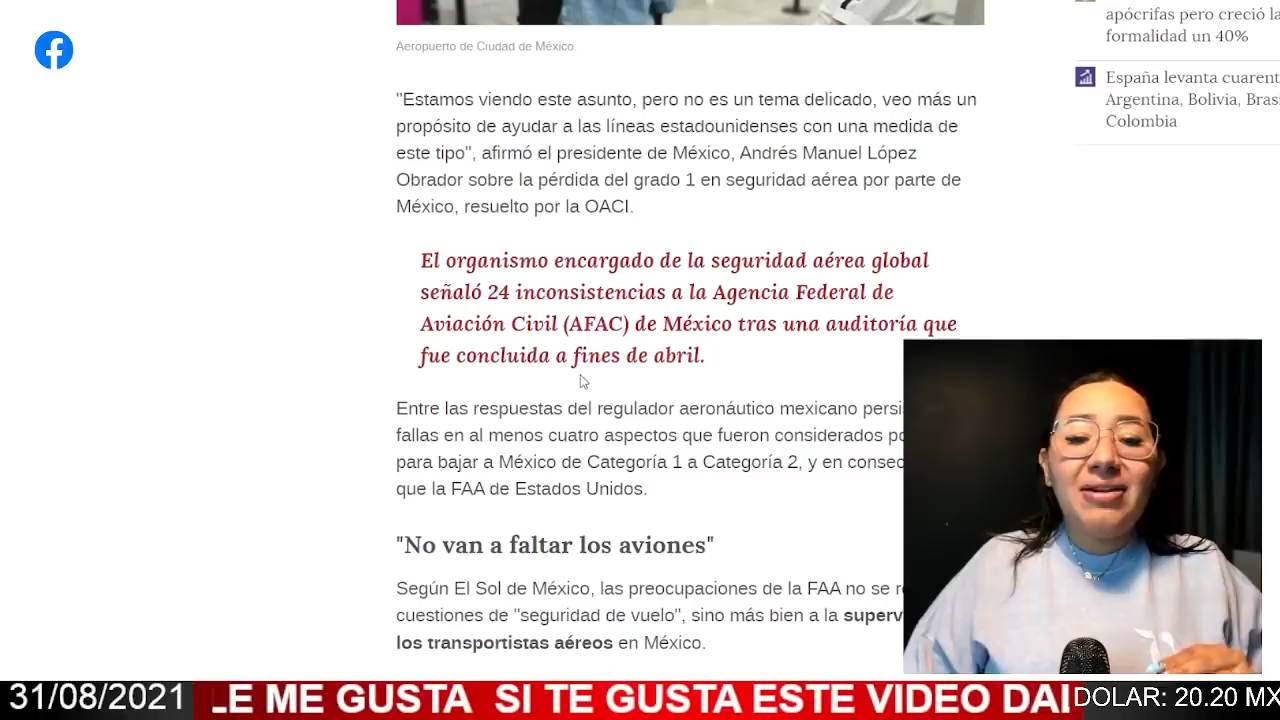 apócrifas pero creció la
formalidad un 40%
España levanta cuarent
Argentina, Bolivia, Bras
Colombia
Aeropuerto de Ciudad de México.
"Estamos viendo este asunto, pero no es un tema delicado, veo más un
propósito de ayudar a las líneas estadounidenses con una medida de
este tipo", afirmó el presidente de México, Andrés Manuel López
Obrador sobre la pérdida del grado 1 en seguridad aérea por parte de
México, resuelto por la OACI.
El organismo encargado de la seguridad aérea global
señaló 24 inconsistencias a la Agencia Federal de
Aviación Civil (AFAC) de México tras una auditoría que
fue concluida a fines de abril.
Entre las respuestas del regulador aeronáutico mexicano persi
fallas en al menos cuatro aspectos que fueron considerados po
para bajar a México de Categoría 1 a Categoría 2, y en consec
que la FAA de Estados Unidos.
"No van a faltar los aviones"
Según El Sol de México, las preocupaciones de la FAA no se r
cuestiones de "seguridad de vuelo", sino más bien a la superv
los transportistas aéreos en México.
31/08/2021 LE ME GUSTA SI TE GUSTA ESTE VIDEO DAL DOLAR: 20.20 MX